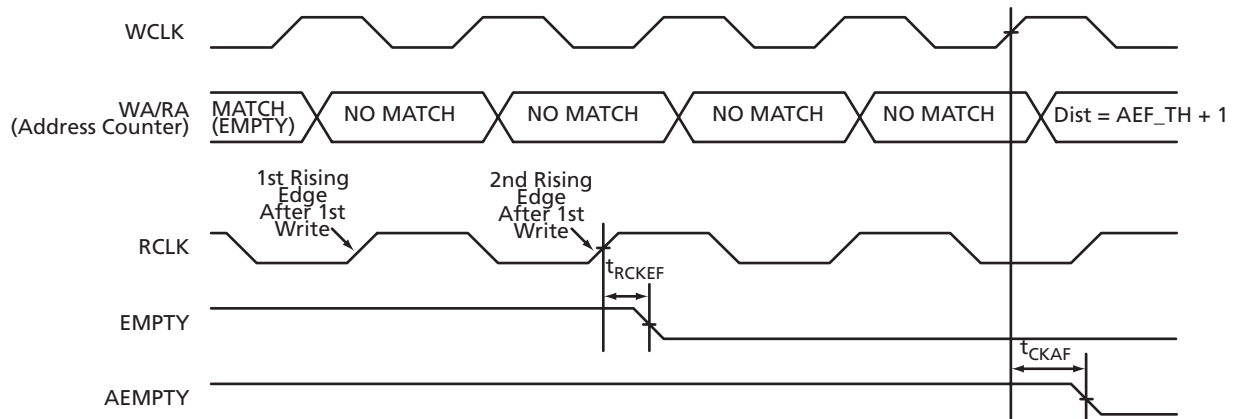 WCLK
WA/RA
(Address Counter)
MATCH
(EMPTY)
NO MATCH
NO MATCH
NO MATCH
NO MATCH
Dist = AEF_TH + 1
1st Rising
Edge
After 1st
Write
2nd Rising
Edge
After 1st
Write
RCLK
tRCKEF
EMPTY
tCKAF
AEMPTY